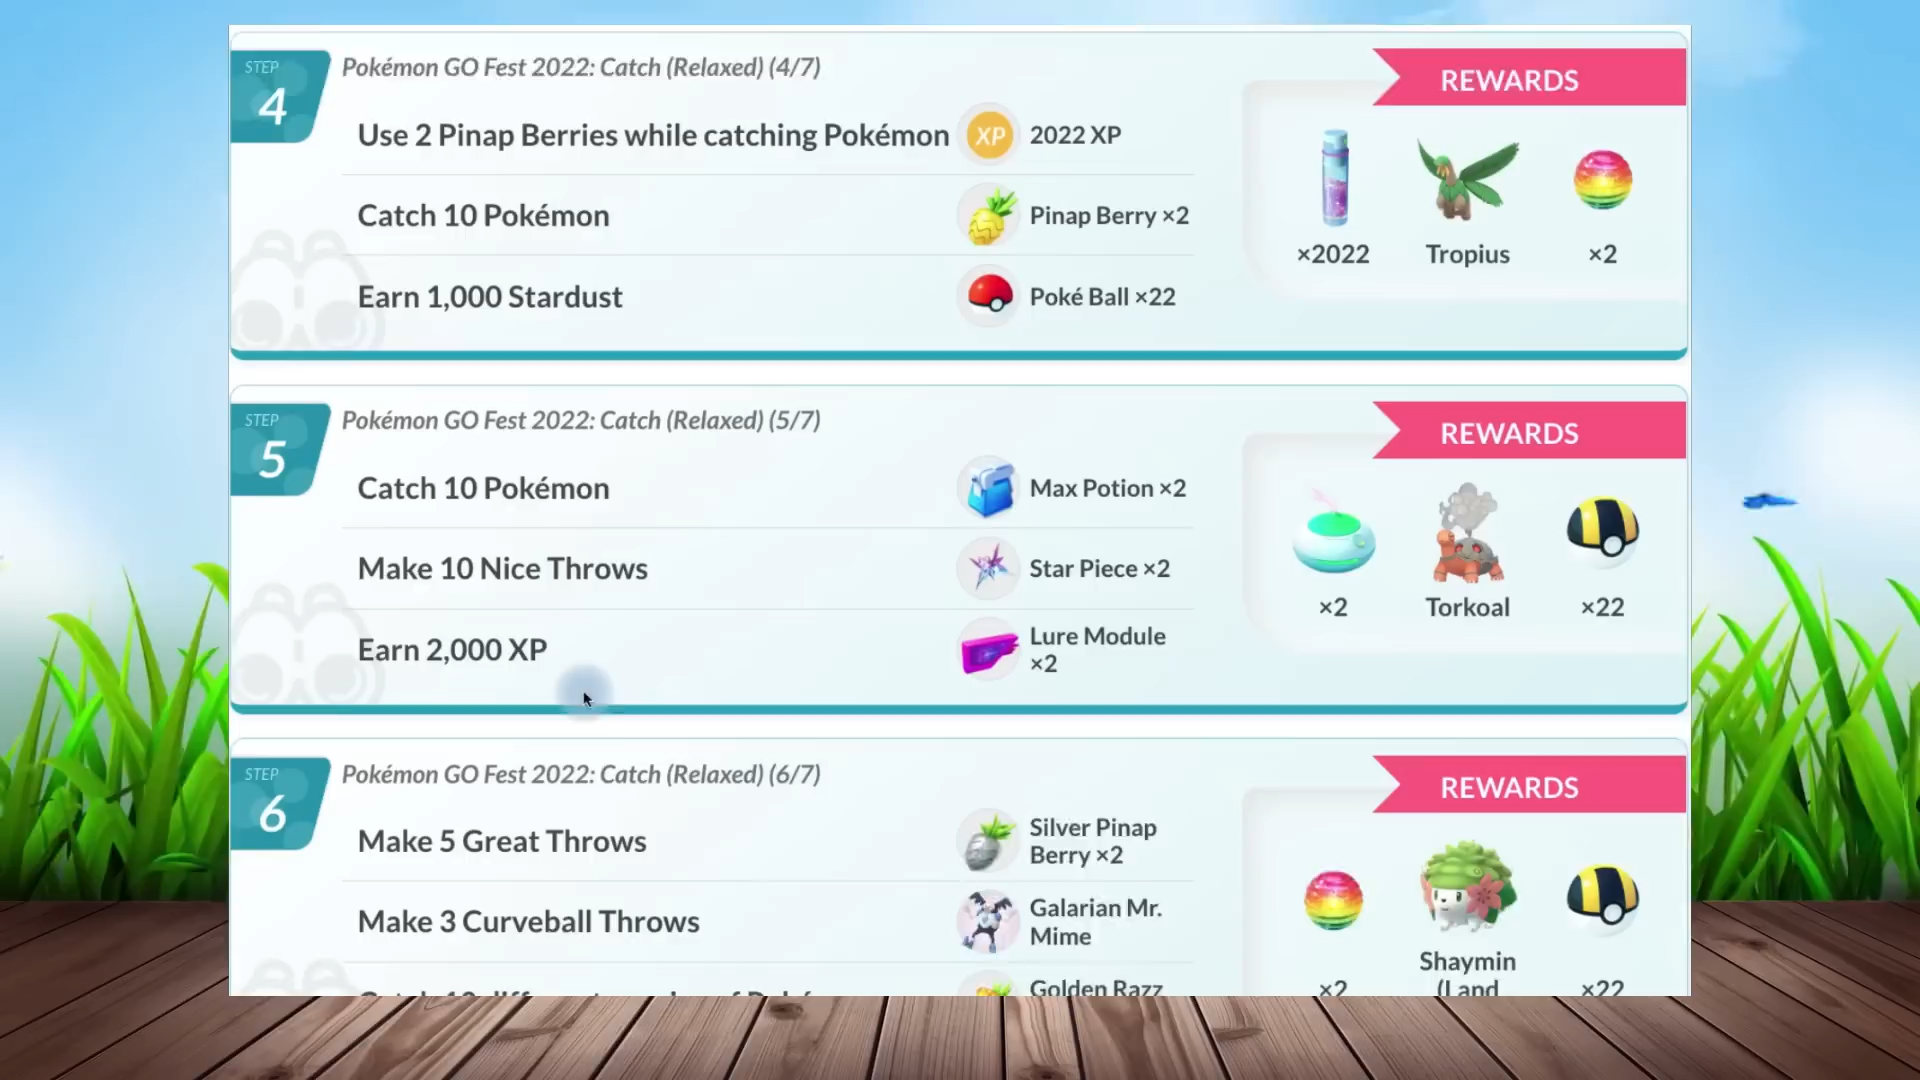 STEP
4
Pokémon GO Fest 2022: Catch (Relaxed) (4/7)
REWARDS
Use 2 Pinap Berries while catching Pokémon
XP
2022 XP
Catch 10 Pokémon
Pinap Berry ×2
Earn 1,000 Stardust
Poké Ball ×22
×2022
Tropius
×2
STEP
5
Pokémon GO Fest 2022: Catch (Relaxed) (5/7)
REWARDS
Catch 10 Pokémon
Max Potion ×2
Make 10 Nice Throws
Star Piece ×2
Earn 2,000 XP
Lure Module
×2
×2
Torkoal
×22
STEP
6
Pokémon GO Fest 2022: Catch (Relaxed) (6/7)
REWARDS
Make 5 Great Throws
Silver Pinap
Berry ×2
Make 3 Curveball Throws
Galarian Mr.
Mime
Golden Razz
×2
Shaymin
(Land
×22